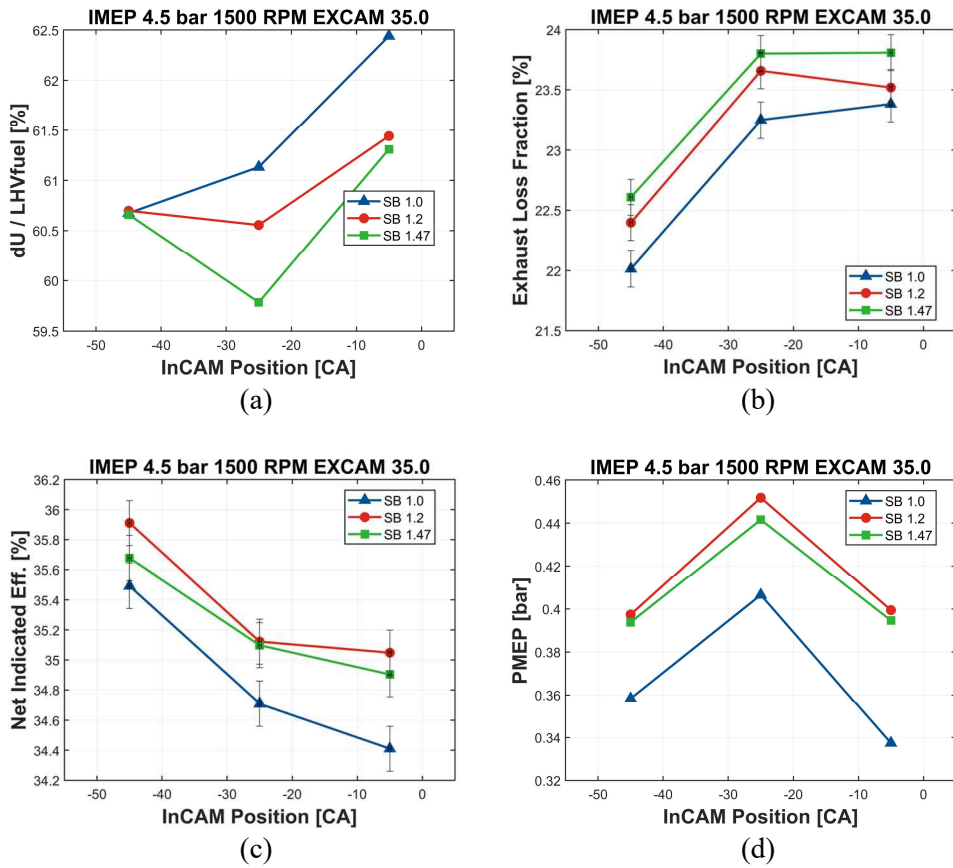 IMEP 4.5 bar 1500 RPM EXCAM 35.0
dU / LHVfuel [%]
62.5
62
61.5
61
60.5
60
59.5
SB 1.0
SB 1.2
SB 1.47
-50 -40 -30 -20 -10 0
InCAM Position [CA]
(a)
IMEP 4.5 bar 1500 RPM EXCAM 35.0
Exhaust Loss Fraction [%]
24
23.5
23
22.5
22
21.5
SB 1.0
SB 1.2
SB 1.47
-50 -40 -30 -20 -10 0
InCAM Position [CA]
(b)
IMEP 4.5 bar 1500 RPM EXCAM 35.0
Net Indicated Eff. [%]
36.2
36
35.8
35.6
35.4
35.2
35
34.8
34.6
34.4
34.2
SB 1.0
SB 1.2
SB 1.47
-50 -40 -30 -20 -10 0
InCAM Position [CA]
(c)
IMEP 4.5 bar 1500 RPM EXCAM 35.0
PMEP [bar]
0.46
0.44
0.42
0.4
0.38
0.36
0.34
0.32
SB 1.0
SB 1.2
SB 1.47
-50 -40 -30 -20 -10 0
InCAM Position [CA]
(d)